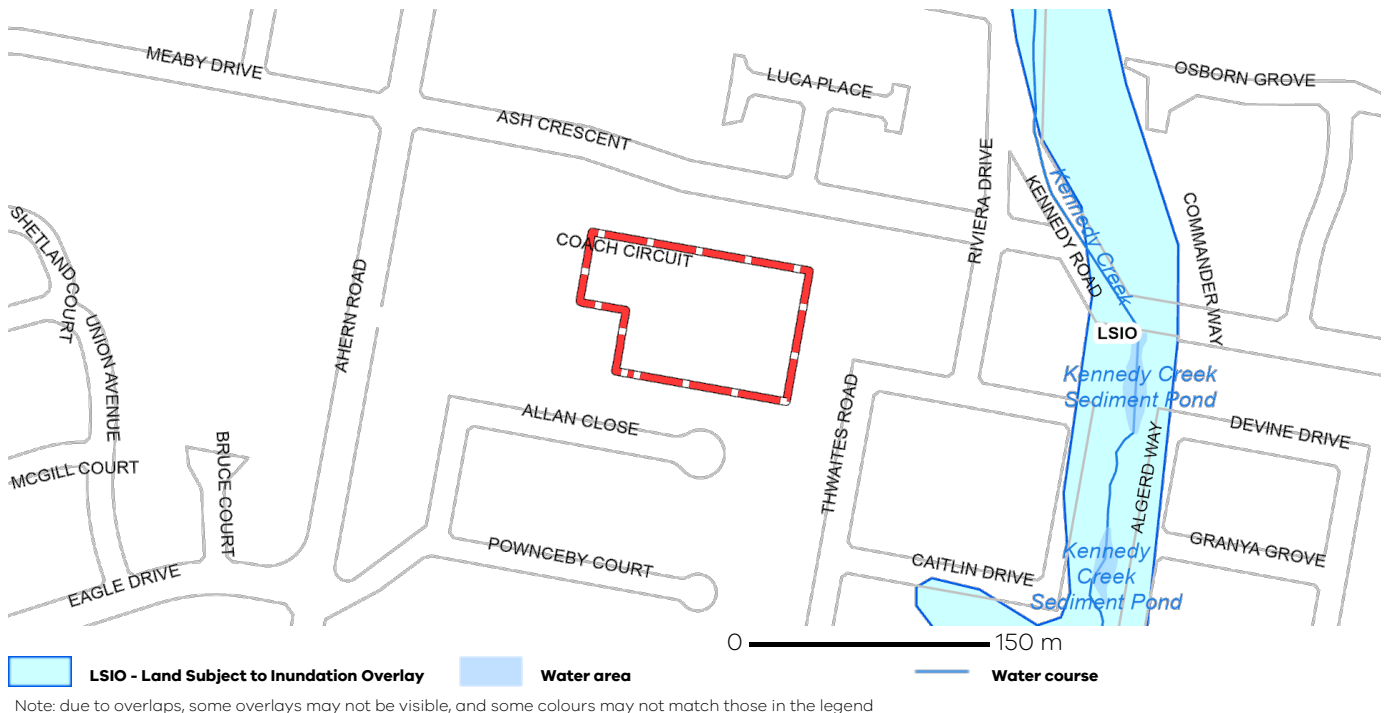 MEABY DRIVE
LUCA PLACE
OSBORN GROVE
ASH CRESCENT
RIVIERA DRIVE
KENNEDY ROAD
Kennedy Creek
COMMANDER WAY
SHETLAND COURT
COACH CIRCUIT
AHERN ROAD
UNION AVENUE
LSIO
Kennedy Creek
Sediment Pond
THWAITES ROAD
ALLAN CLOSE
DEVINE DRIVE
ALGERD WAY
BRUCE COURT
MCGILL COURT
POWNCEBY COURT
GRANYA GROVE
Kennedy
Creek
Sediment Pond
CAITLIN DRIVE
EAGLE DRIVE
0 150 m
LSIO - Land Subject to Inundation Overlay Water area Water course
Note: due to overlaps, some overlays may not be visible, and some colours may not match those in the legend